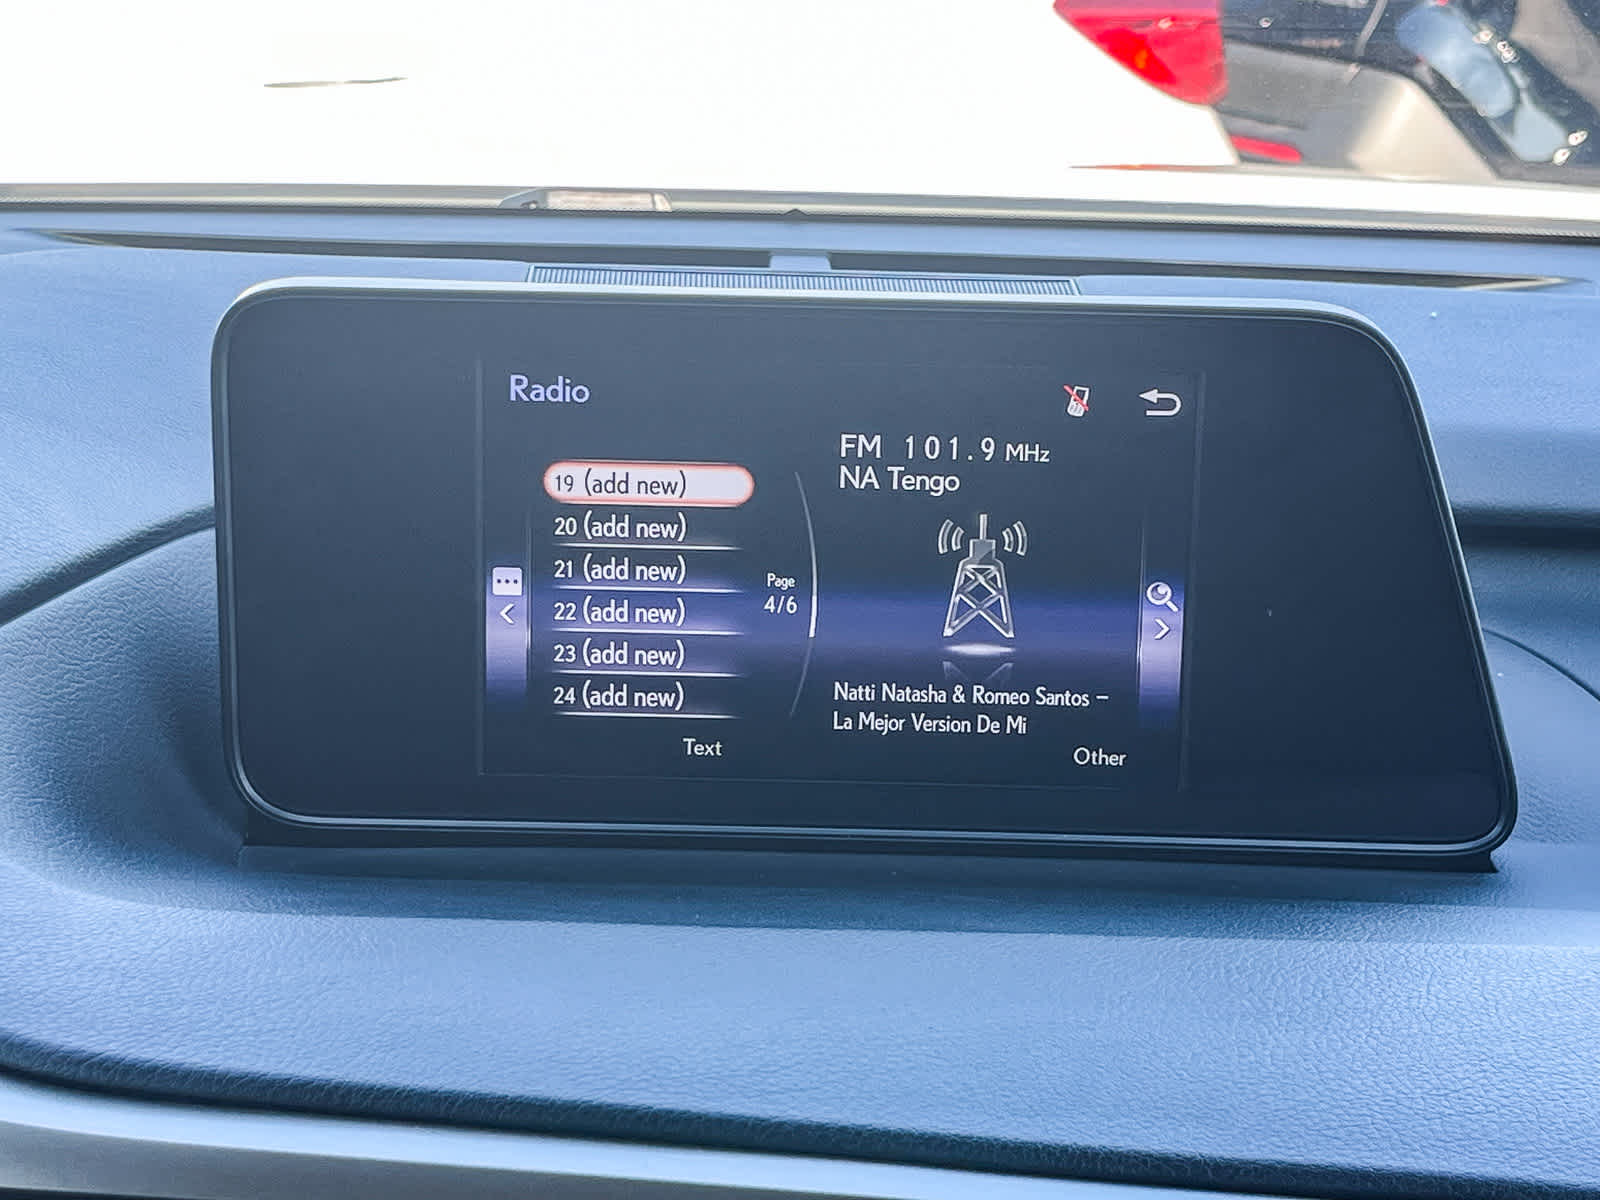 Radio
FM 101.9 MHz
NA Tengo
19 (add new)
20 (add new)
21 (add new)
22 (add new)
23 (add new)
24 (add new)
Page
4/6
Natti Natasha & Romeo Santos –
La Mejor Version De Mi
Text
Other